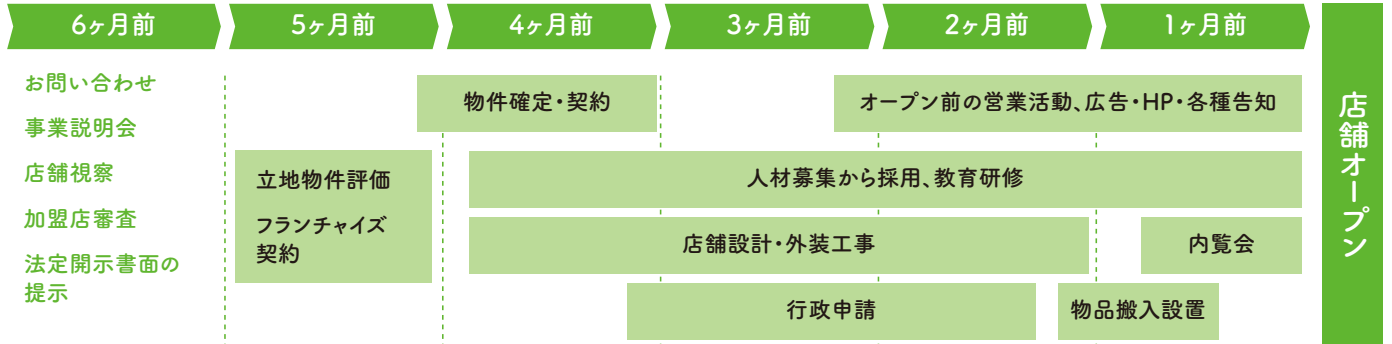 6ヶ月前
5ヶ月前
4ヶ月前
3ヶ月前
2ヶ月前
1ヶ月前
お問い合わせ
事業説明会
店舗視察
加盟店審査
法定開示書面の
提示
立地物件評価
フランチャイズ
契約
物件確定・契約
オープン前の営業活動、広告・HP・各種告知
人材募集から採用、教育研修
店舗設計・外装工事
内覧会
行政申請
物品搬入設置
店舗オープン